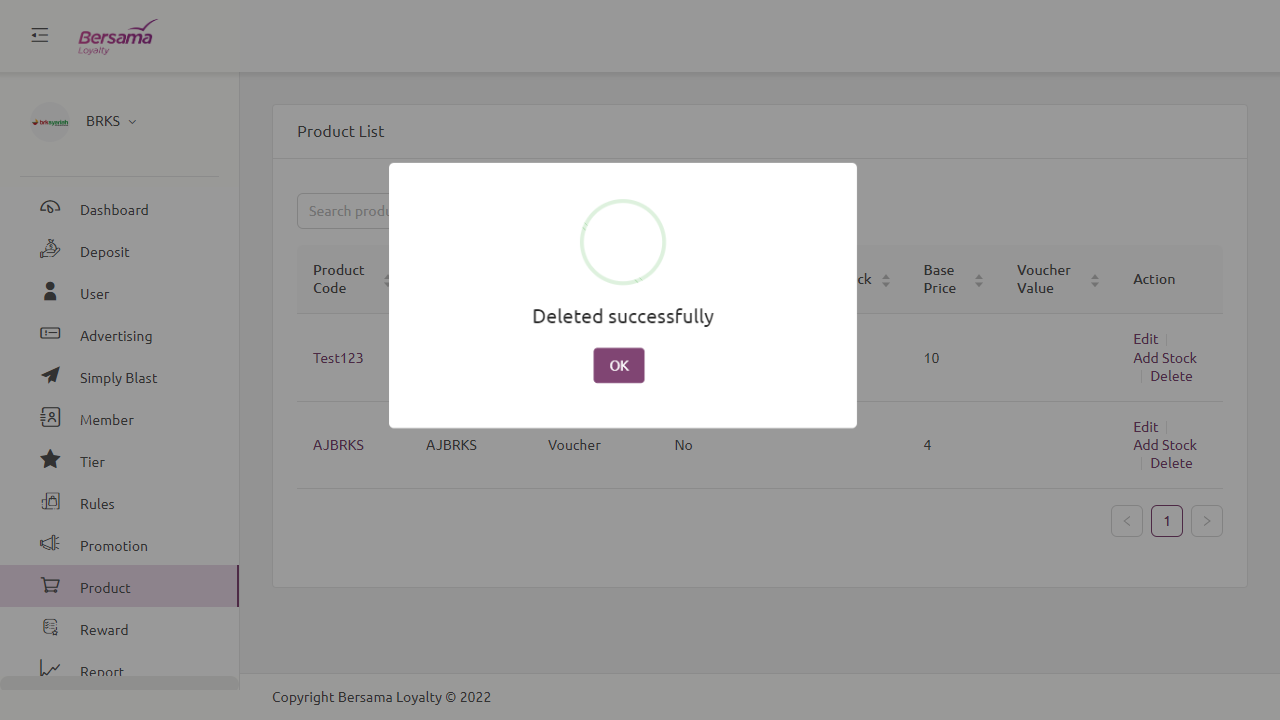 Bersama
Loyalty
BRKS
Dashboard
Deposit
User
Advertising
Simply Blast
Member
Tier
Rules
Promotion
Product
Reward
Report
Product List
Search produ
Product Code
ck
Base Price
Voucher Value
Action
Test123
10
Edit
Add Stock
Delete
AJBRKS
AJBRKS
Voucher
No
4
Edit
Add Stock
Delete
1
Deleted successfully
OK
Copyright Bersama Loyalty © 2022